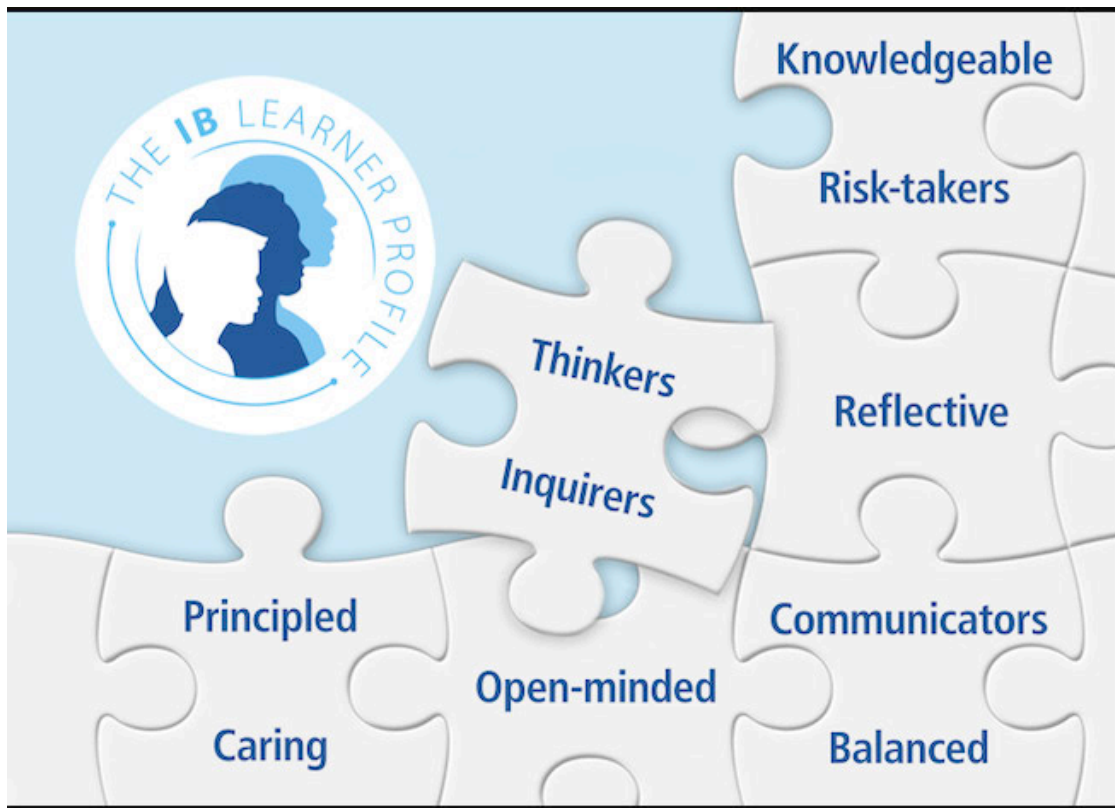 THE IB LEARNER PROFILE
Knowledgeable
Risk-takers
Thinkers
Reflective
Inquirers
Principled
Communicators
Open-minded
Caring
Balanced